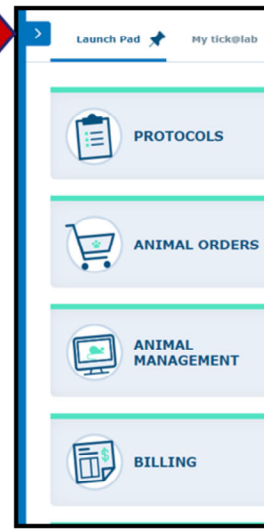 Launch Pad My tick@lab
PROTOCOLS
ANIMAL ORDERS
ANIMAL
MANAGEMENT
BILLING